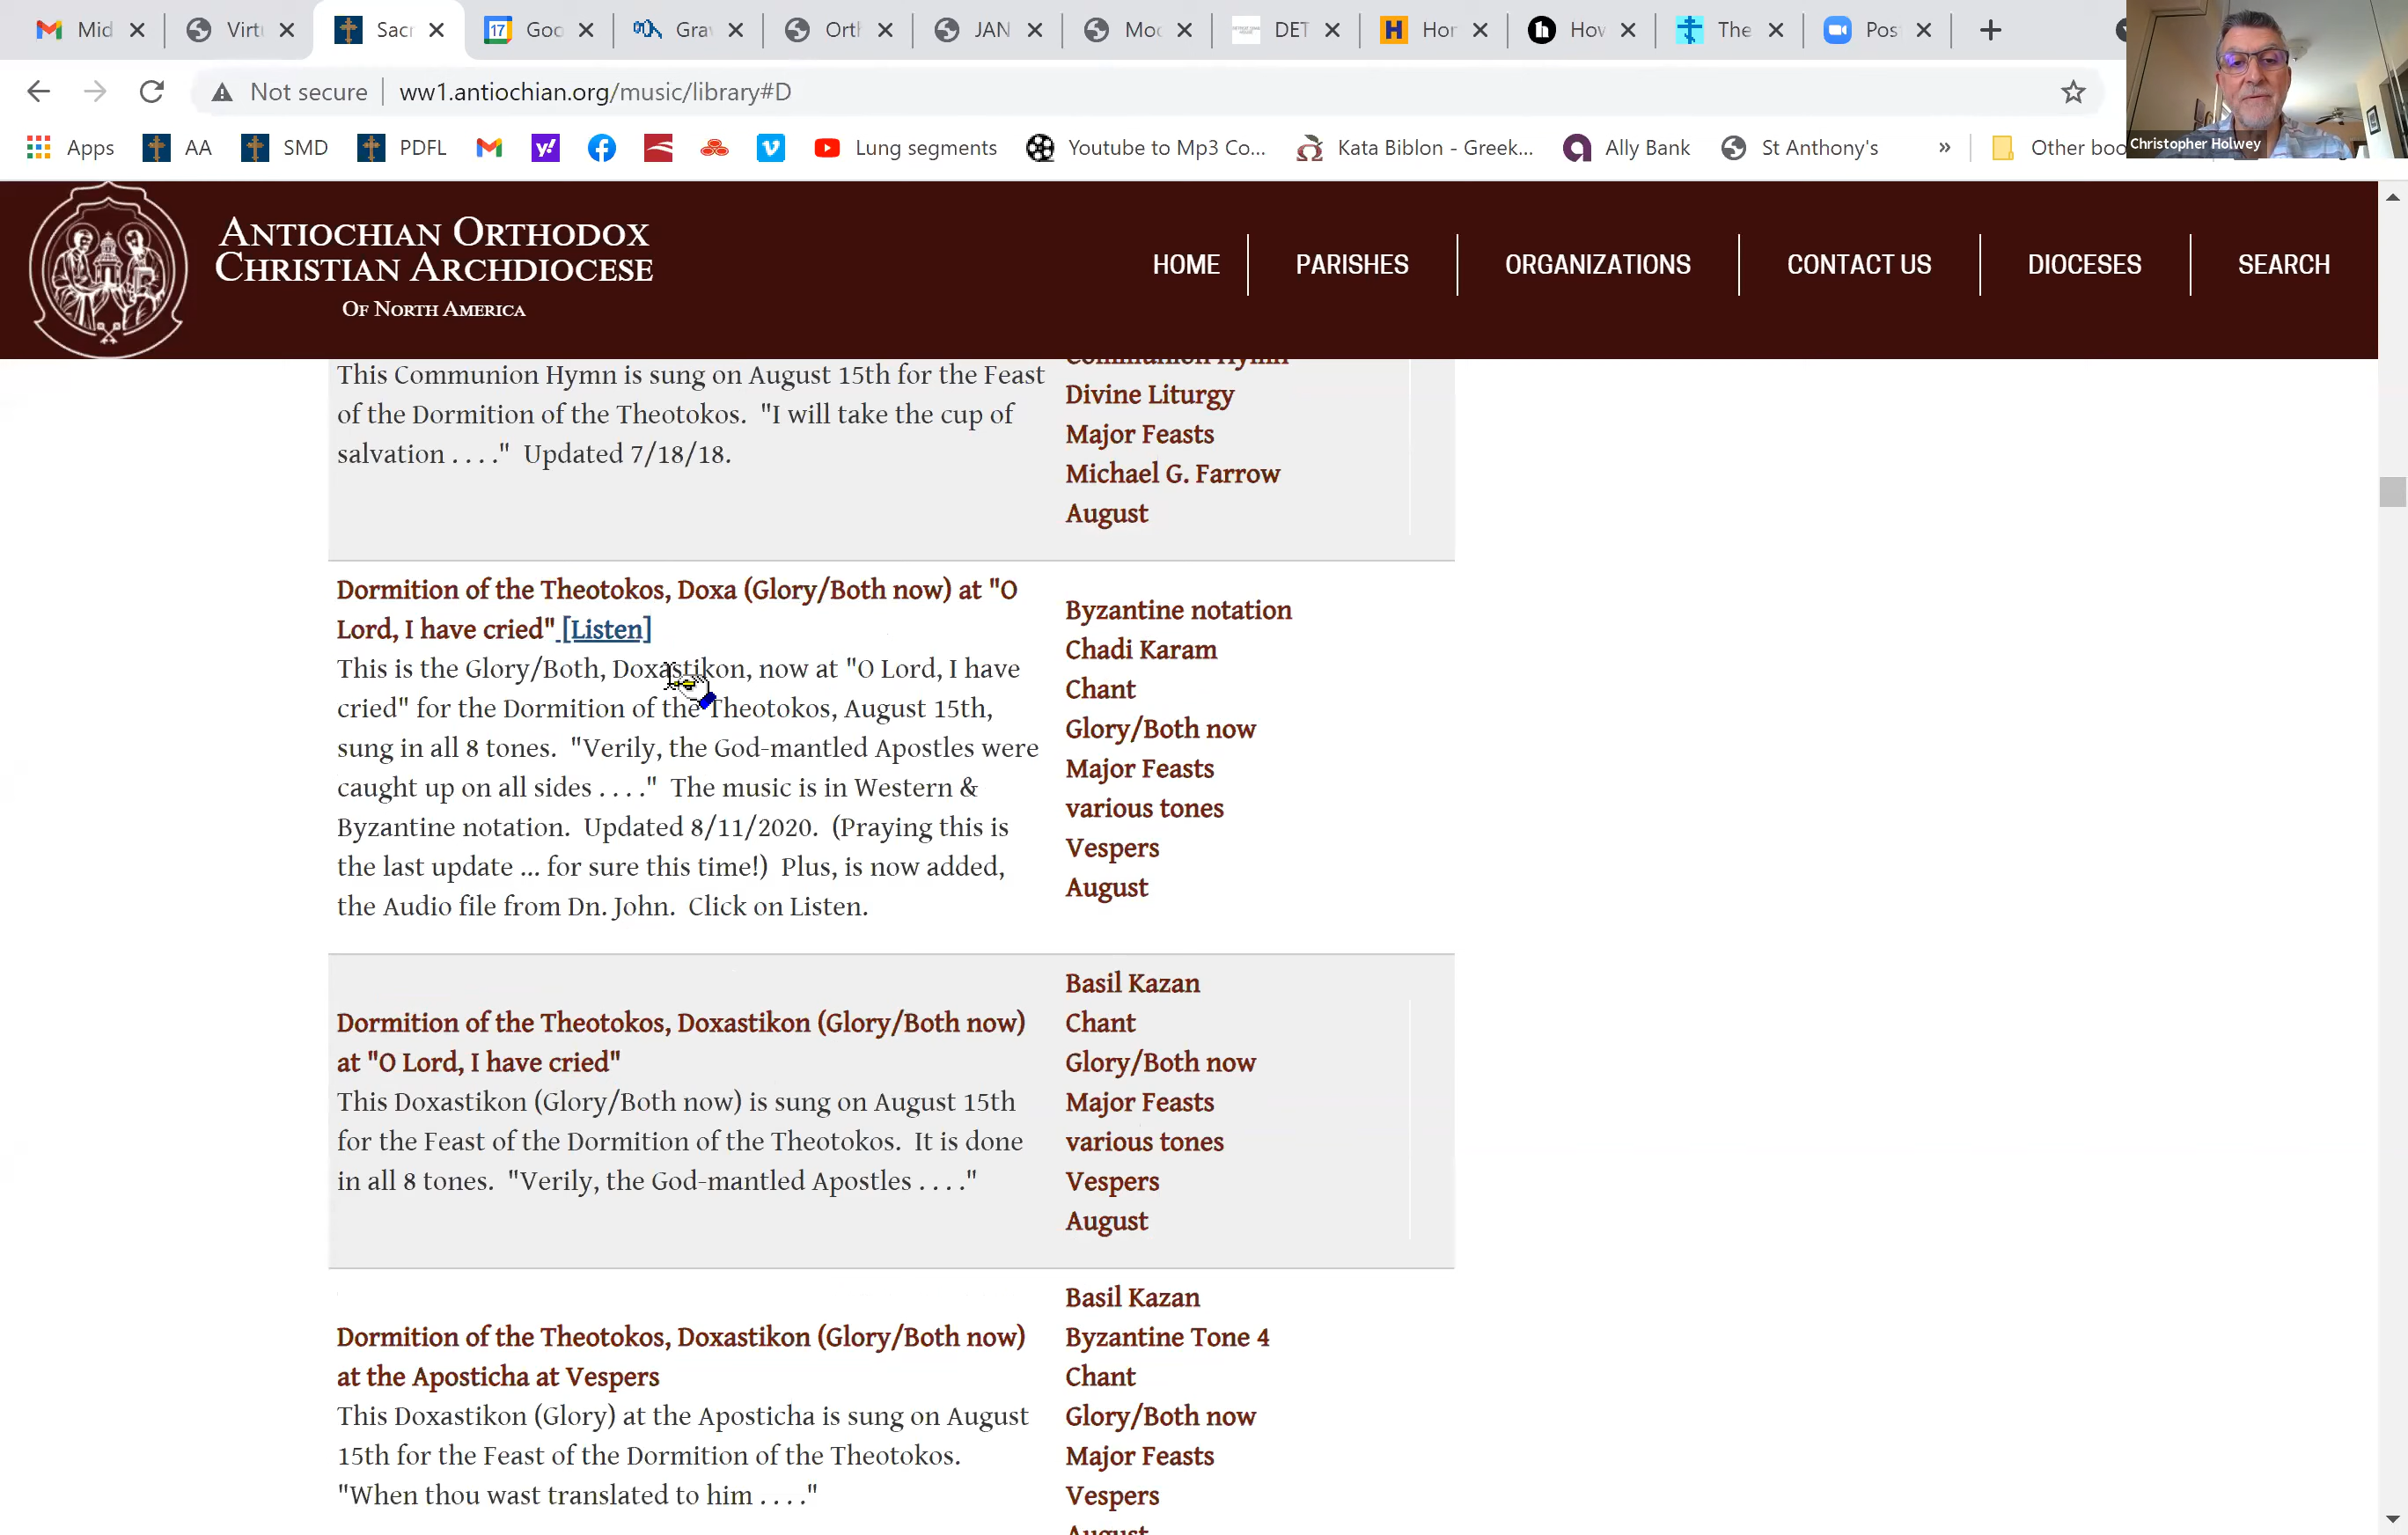 Mid
Virtu
Sacr
17
Goo
Gra
Orth
JAN
Moc
DET
Hor
Hov
The
Pos
Not secure
ww1.antiochian.org/music/library#D
Apps
AA
SMD
PDFL
Lung segments
Youtube to Mp3 Co...
Kata Biblon - Greek...
Ally Bank
St Anthony's
»
Other boo
Christopher Holwey
ANTIOCHIAN ORTHODOX
CHRISTIAN ARCHDIOCESE
OF NORTH AMERICA
HOME
PARISHES
ORGANIZATIONS
CONTACT US
DIOCESES
SEARCH
This Communion Hymn is sung on August 15th for the Feast
of the Dormition of the Theotokos. "I will take the cup of
salvation . . . ." Updated 7/18/18.
Communion Hymn
Divine Liturgy
Major Feasts
Michael G. Farrow
August
Dormition of the Theotokos, Doxa (Glory/Both now) at "O
Lord, I have cried" [Listen]
This is the Glory/Both, Doxastikon, now at "O Lord, I have
cried" for the Dormition of the Theotokos, August 15th,
sung in all 8 tones. "Verily, the God-mantled Apostles were
caught up on all sides . . . ." The music is in Western &
Byzantine notation. Updated 8/11/2020. (Praying this is
the last update ... for sure this time!) Plus, is now added,
the Audio file from Dn. John. Click on Listen.
Byzantine notation
Chadi Karam
Chant
Glory/Both now
Major Feasts
various tones
Vespers
August
Dormition of the Theotokos, Doxastikon (Glory/Both now)
at "O Lord, I have cried"
This Doxastikon (Glory/Both now) is sung on August 15th
for the Feast of the Dormition of the Theotokos. It is done
in all 8 tones. "Verily, the God-mantled Apostles . . . ."
Basil Kazan
Chant
Glory/Both now
Major Feasts
various tones
Vespers
August
Dormition of the Theotokos, Doxastikon (Glory/Both now)
at the Aposticha at Vespers
This Doxastikon (Glory) at the Aposticha is sung on August
15th for the Feast of the Dormition of the Theotokos.
"When thou wast translated to him . . . ."
Basil Kazan
Byzantine Tone 4
Chant
Glory/Both now
Major Feasts
Vespers
August